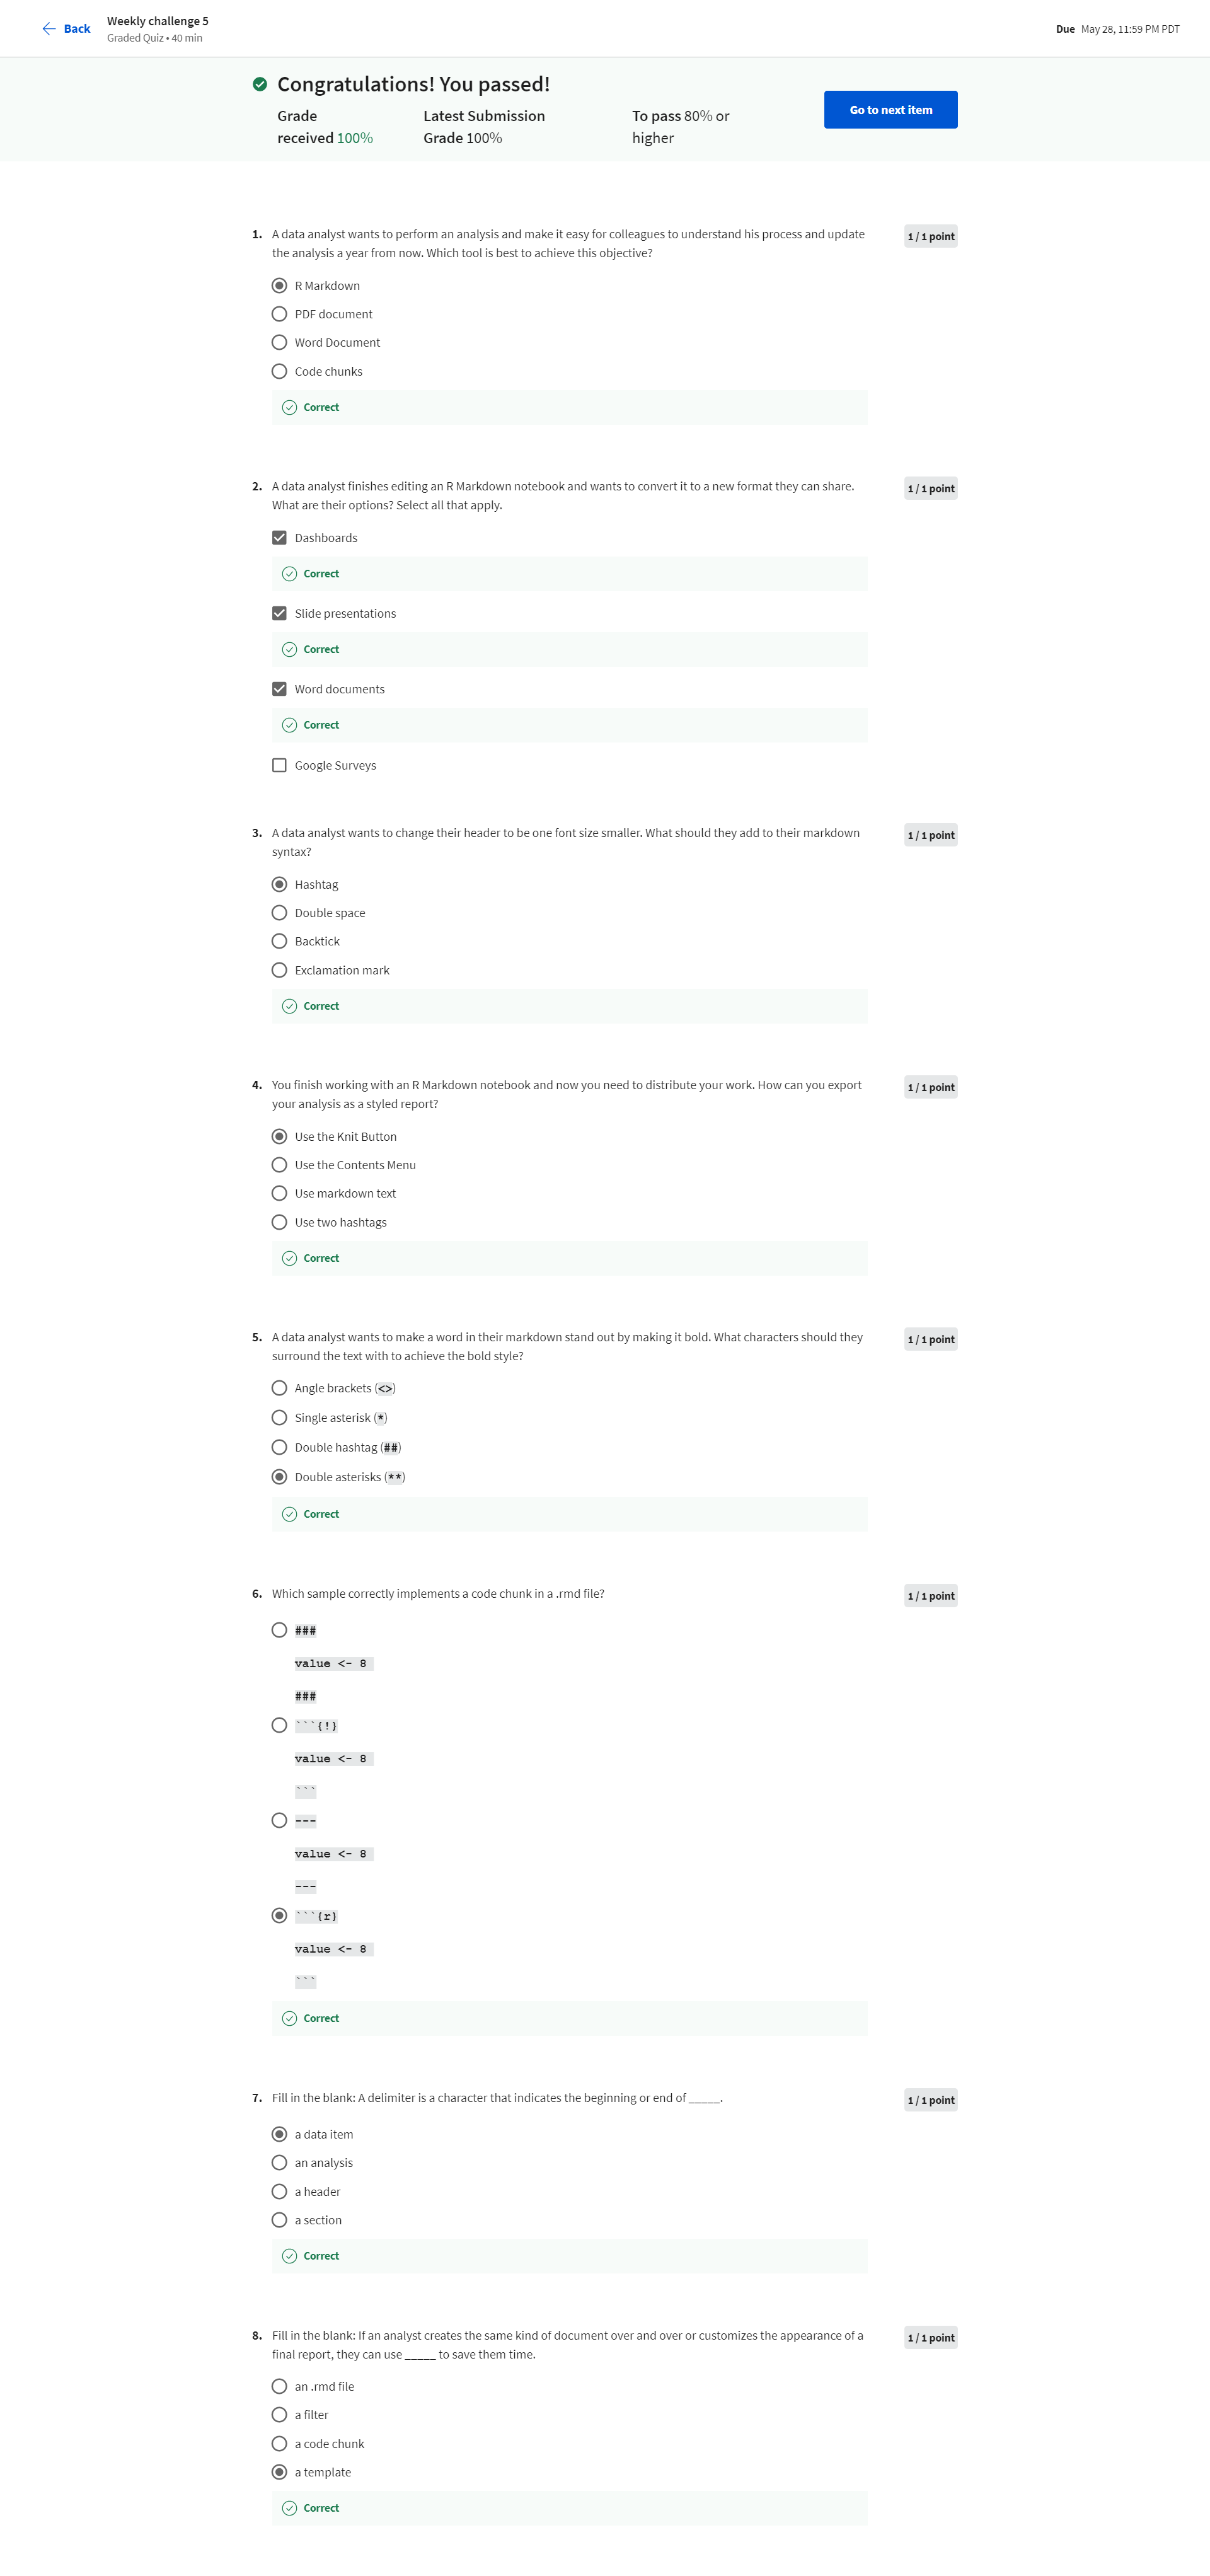 Back
Weekly challenge 5
Graded Quiz • 40 min
Due May 28, 11:59 PM PDT
Congratulations! You passed!
Grade
received 100%
Latest Submission
Grade 100%
To pass 80% or
higher
Go to next item
1. A data analyst wants to perform an analysis and make it easy for colleagues to understand his process and update
the analysis a year from now. Which tool is best to achieve this objective?
1 / 1 point
R Markdown
PDF document
Word Document
Code chunks
Correct
2. A data analyst finishes editing an R Markdown notebook and wants to convert it to a new format they can share.
What are their options? Select all that apply.
1 / 1 point
Dashboards
Correct
Slide presentations
Correct
Word documents
Correct
Google Surveys
3. A data analyst wants to change their header to be one font size smaller. What should they add to their markdown
syntax?
1 / 1 point
Hashtag
Double space
Backtick
Exclamation mark
Correct
4. You finish working with an R Markdown notebook and now you need to distribute your work. How can you export
your analysis as a styled report?
1 / 1 point
Use the Knit Button
Use the Contents Menu
Use markdown text
Use two hashtags
Correct
5. A data analyst wants to make a word in their markdown stand out by making it bold. What characters should they
surround the text with to achieve the bold style?
1 / 1 point
Angle brackets (<>)
Single asterisk (*)
Double hashtag (##)
Double asterisks (**)
Correct
6. Which sample correctly implements a code chunk in a .rmd file?
1 / 1 point
###
value <- 8
###
```{!}
value <- 8
```
---
value <- 8
---
```{r}
value <- 8
```
Correct
7. Fill in the blank: A delimiter is a character that indicates the beginning or end of _____.
1 / 1 point
a data item
an analysis
a header
a section
Correct
8. Fill in the blank: If an analyst creates the same kind of document over and over or customizes the appearance of a
final report, they can use _____ to save them time.
1 / 1 point
an .rmd file
a filter
a code chunk
a template
Correct